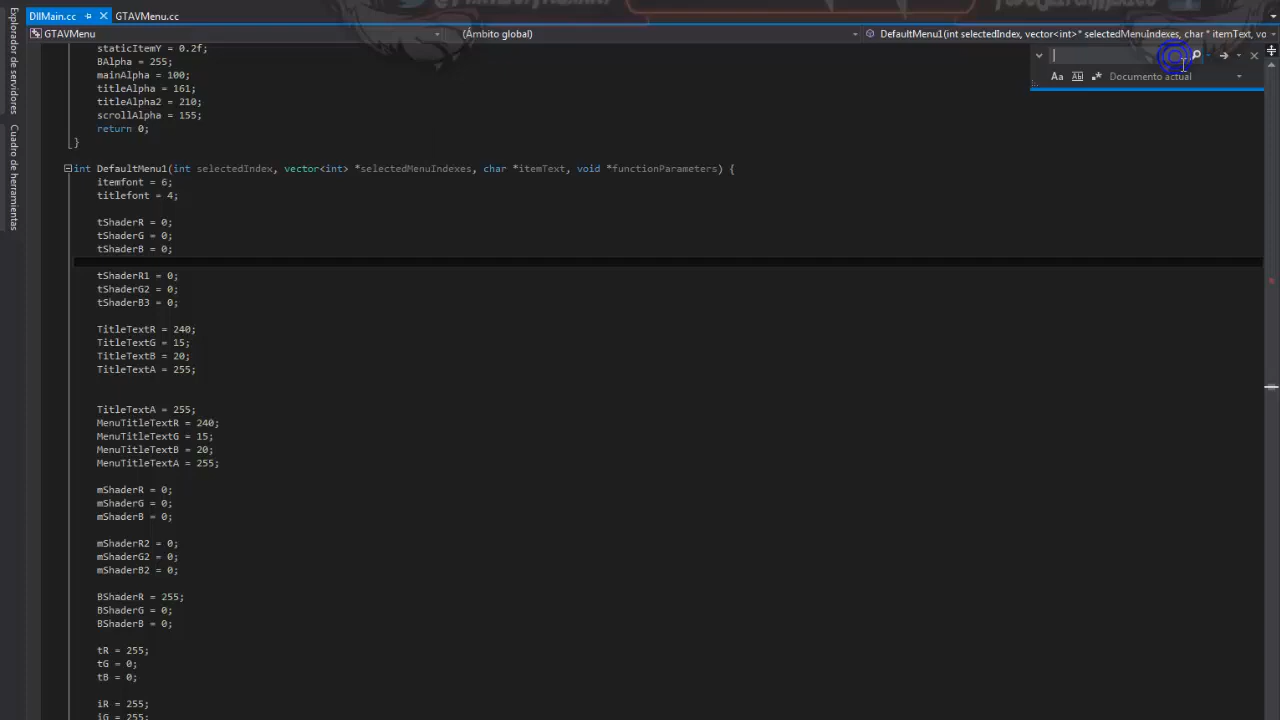 DllMain.cc
GTAVMenu.cc
GTAVMenu
(Ámbito global)
DefaultMenu1(int selectedIndex, vector<int>* selectedMenuIndexes, char * itemText, vo
Explorador de servidores
Cuadro de herramientas
Aa
Documento actual
staticItemY = 0.2f;
BAlpha = 255;
mainAlpha = 100;
titleAlpha = 161;
titleAlpha2 = 210;
scrollAlpha = 155;
return 0;
}
int DefaultMenu1(int selectedIndex, vector<int> *selectedMenuIndexes, char *itemText, void *functionParameters) {
itemfont = 6;
titlefont = 4;
tShaderR = 0;
tShaderG = 0;
tShaderB = 0;
tShaderR1 = 0;
tShaderG2 = 0;
tShaderB3 = 0;
TitleTextR = 240;
TitleTextG = 15;
TitleTextB = 20;
TitleTextA = 255;
TitleTextA = 255;
MenuTitleTextR = 240;
MenuTitleTextG = 15;
MenuTitleTextB = 20;
MenuTitleTextA = 255;
mShaderR = 0;
mShaderG = 0;
mShaderB = 0;
mShaderR2 = 0;
mShaderG2 = 0;
mShaderB2 = 0;
BShaderR = 255;
BShaderG = 0;
BShaderB = 0;
tR = 255;
tG = 0;
tB = 0;
iR = 255;
iG = 255;